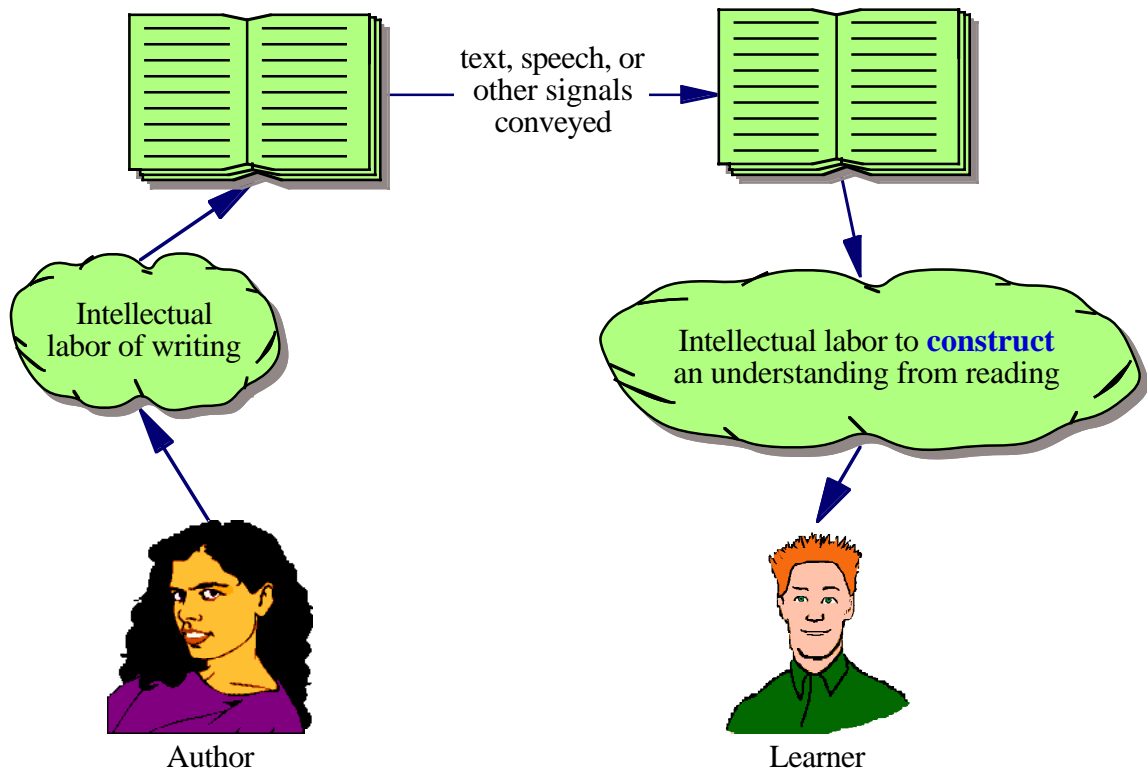 text, speech, or
other signals
conveyed
Intellectual
labor of writing
Intellectual labor to construct
an understanding from reading
Author
Learner